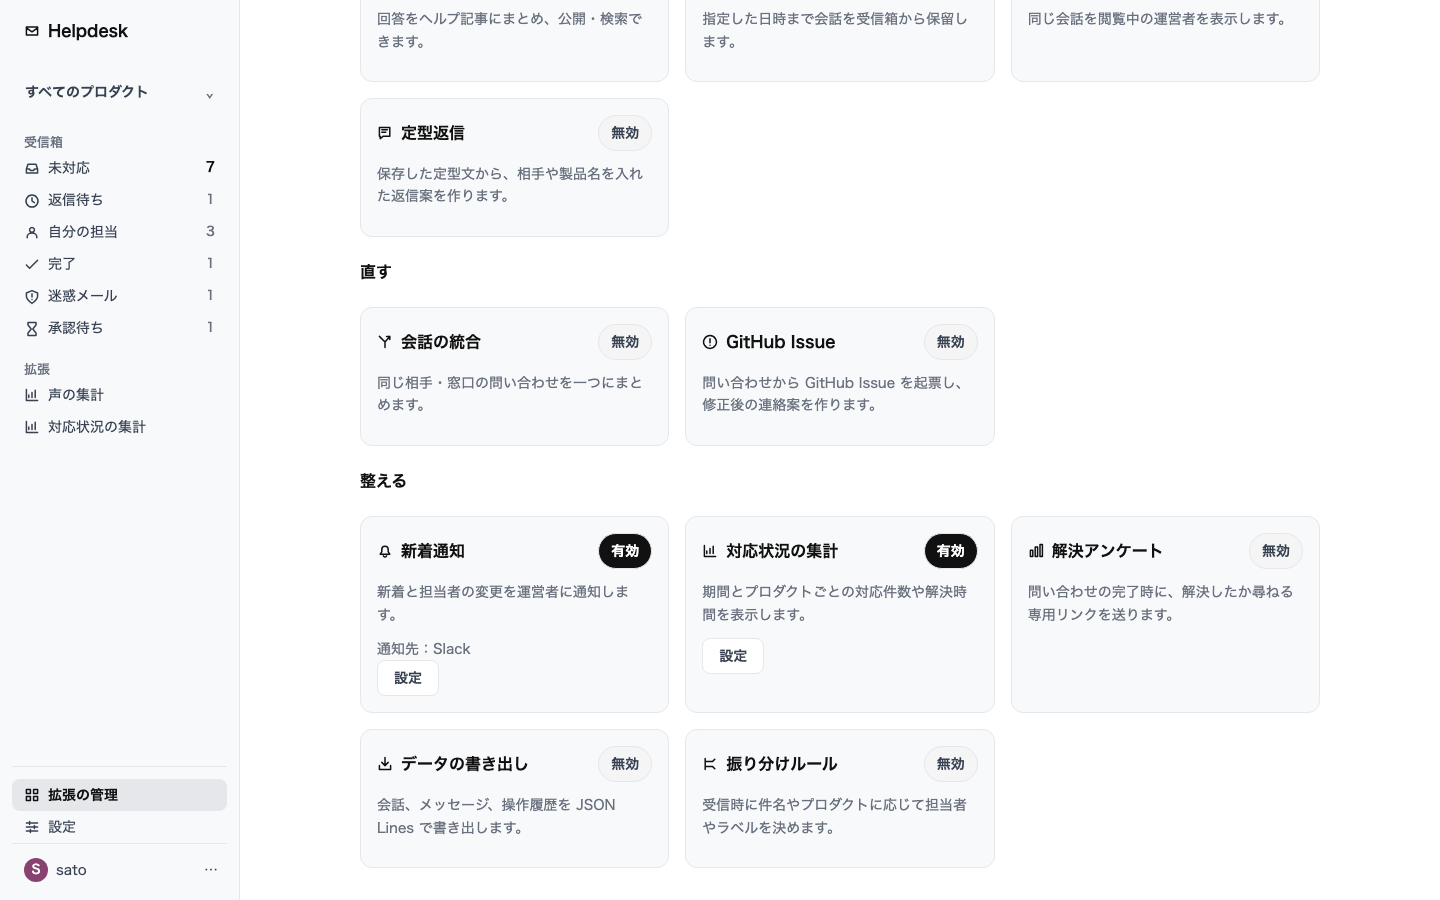 Helpdesk
すべてのプロダクト
受信箱
未対応 7
返信待ち 1
自分の担当 3
完了 1
迷惑メール 1
承認待ち 1
拡張
声の集計
対応状況の集計
拡張の管理
設定
S sato ...
回答をヘルプ記事にまとめ、公開・検索で
きます。
指定した日時まで会話を受信箱から保留し
ます。
同じ会話を閲覧中の運営者を表示します。
定型返信 無効
保存した定型文から、相手や製品名を入れ
た返信案を作ります。
直す
会話の統合 無効
同じ相手・窓口の問い合わせを一つにまと
めます。
GitHub Issue 無効
問い合わせから GitHub Issue を起票し、
修正後の連絡案を作ります。
整える
新着通知 有効
新着と担当者の変更を運営者に通知しま
す。
通知先：Slack
設定
対応状況の集計 有効
期間とプロダクトごとの対応件数や解決時
間を表示します。
設定
解決アンケート 無効
問い合わせの完了時に、解決したか尋ねる
専用リンクを送ります。
データの書き出し 無効
会話、メッセージ、操作履歴を JSON
Lines で書き出します。
振り分けルール 無効
受信時に件名やプロダクトに応じて担当者
やラベルを決めます。